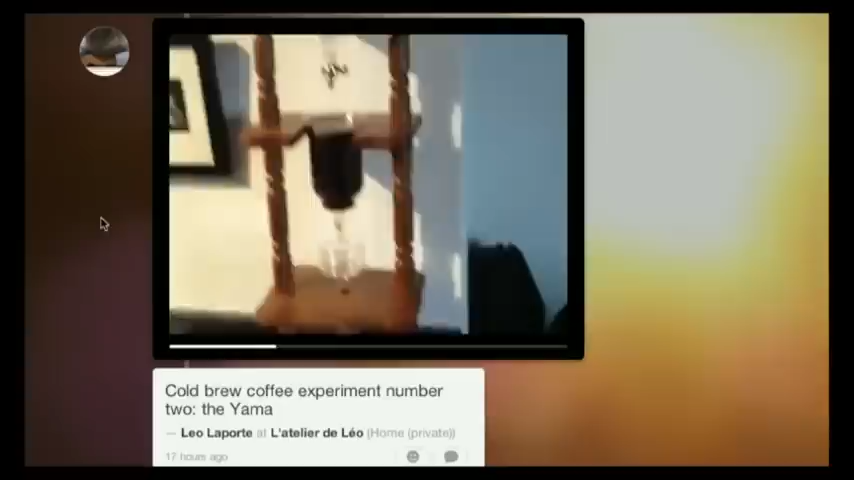 Cold brew coffee experiment number
two: the Yama
— Leo Laporte at L'atelier de Léo (Home (private))
17 hours ago